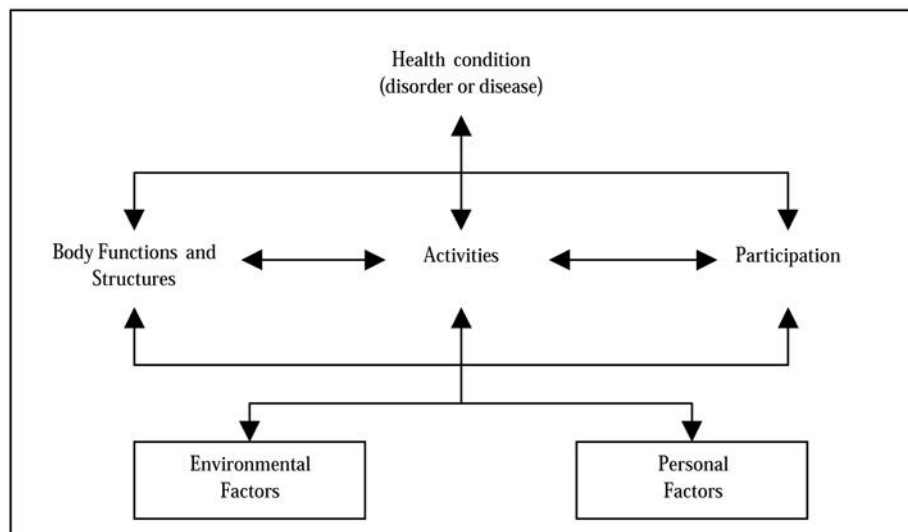 Health condition
(disorder or disease)
Body Functions and
Structures
Activities
Participation
Environmental
Factors
Personal
Factors